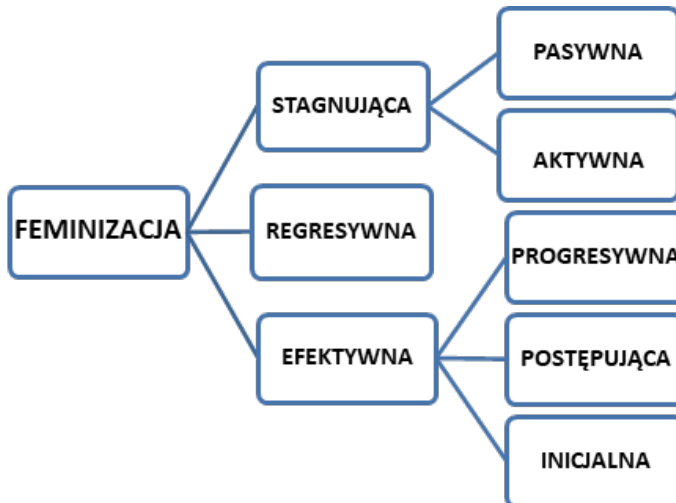 FEMINIZACJA
STAGNUJĄCA
PASYWNA
AKTYWNA
REGRESYWNA
EFEKTYWNA
PROGRESYWNA
POSTĘPUJĄCA
INICJALNA